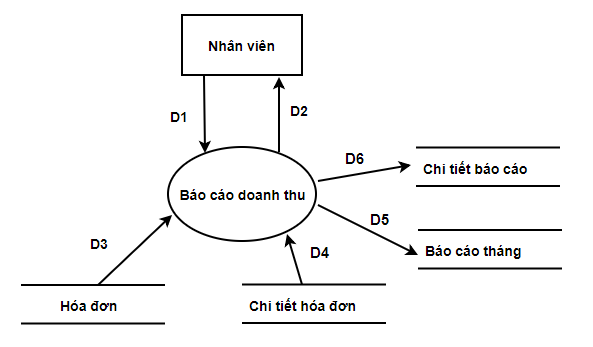 Nhân viên
D1
D2
D6
Chi tiết báo cáo
Báo cáo doanh thu
D5
D3
D4
Báo cáo tháng
Hóa đơn
Chi tiết hóa đơn